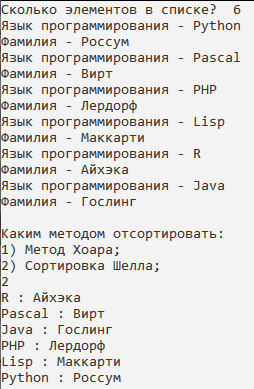 Сколько элементов в списке?  6
Язык программирования - Python
Фамилия - Россум
Язык программирования - Pascal
Фамилия - Вирт
Язык программирования - PHP
Фамилия - Лердорф
Язык программирования - Lisp
Фамилия - Маккарти
Язык программирования - R
Фамилия - Айхэка
Язык программирования - Java
Фамилия - Гослинг
Каким методом отсортировать:
1) Метод Хоара;
2) Сортировка Шелла;
2
R : Айхэка
Pascal : Вирт
Java : Гослинг
PHP : Лердорф
Lisp : Маккарти
Python : Россум